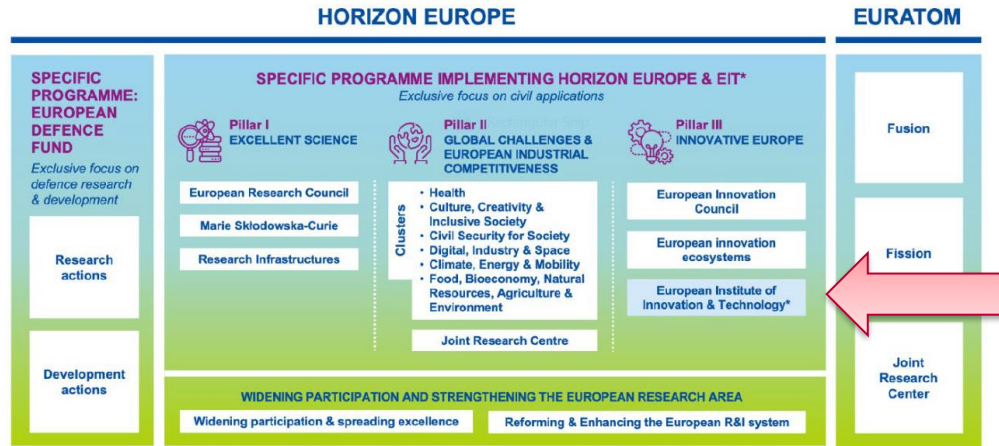 HORIZON EUROPE
EURATOM
SPECIFIC
PROGRAMME:
EUROPEAN
DEFENCE
FUND
Exclusive focus on
defence research
& development
Research
actions
Development
actions
SPECIFIC PROGRAMME IMPLEMENTING HORIZON EUROPE & EIT*
Exclusive focus on civil applications
Pillar I
EXCELLENT SCIENCE
European Research Council
Marie Skłodowska-Curie
Research Infrastructures
Pillar II
GLOBAL CHALLENGES &
EUROPEAN INDUSTRIAL
COMPETITIVENESS
Clusters
• Health
• Culture, Creativity &
Inclusive Society
• Civil Security for Society
• Digital, Industry & Space
• Climate, Energy & Mobility
• Food, Bioeconomy, Natural
Resources, Agriculture &
Environment
Joint Research Centre
Pillar III
INNOVATIVE EUROPE
European Innovation
Council
European innovation
ecosystems
European Institute of
Innovation & Technology*
WIDENING PARTICIPATION AND STRENGTHENING THE EUROPEAN RESEARCH AREA
Widening participation & spreading excellence
Reforming & Enhancing the European R&I system
Fusion
Fission
Joint
Research
Center